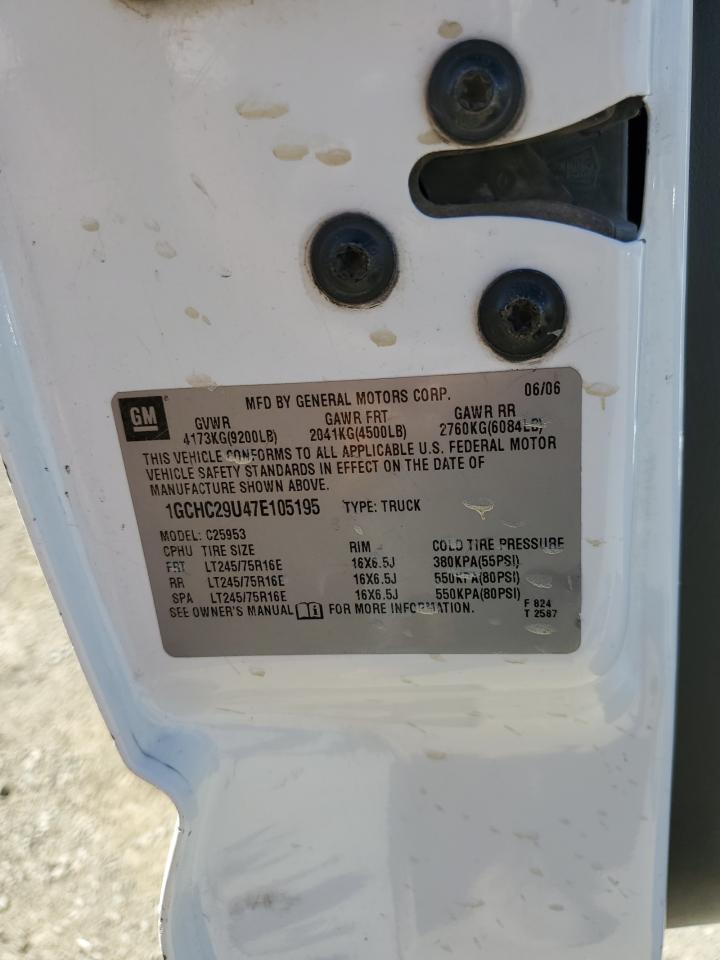 MFD BY GENERAL MOTORS CORP. 06/06
GM
GVWR GAWR FRT GAWR RR
4173KG(9200LB) 2041KG(4500LB) 2760KG(6084LB)
THIS VEHICLE CONFORMS TO ALL APPLICABLE U.S. FEDERAL MOTOR
VEHICLE SAFETY STANDARDS IN EFFECT ON THE DATE OF
MANUFACTURE SHOWN ABOVE.
1GCHC29U47E105195 TYPE: TRUCK
MODEL: C25953
CPHU TIRE SIZE RIM COLD TIRE PRESSURE
FRT LT245/75R16E 16X6.5J 380KPA(55PSI)
RR LT245/75R16E 16X6.5J 550KPA(80PSI)
SPA LT245/75R16E 16X6.5J 550KPA(80PSI)
SEE OWNER'S MANUAL FOR MORE INFORMATION.
F 824
T 2587